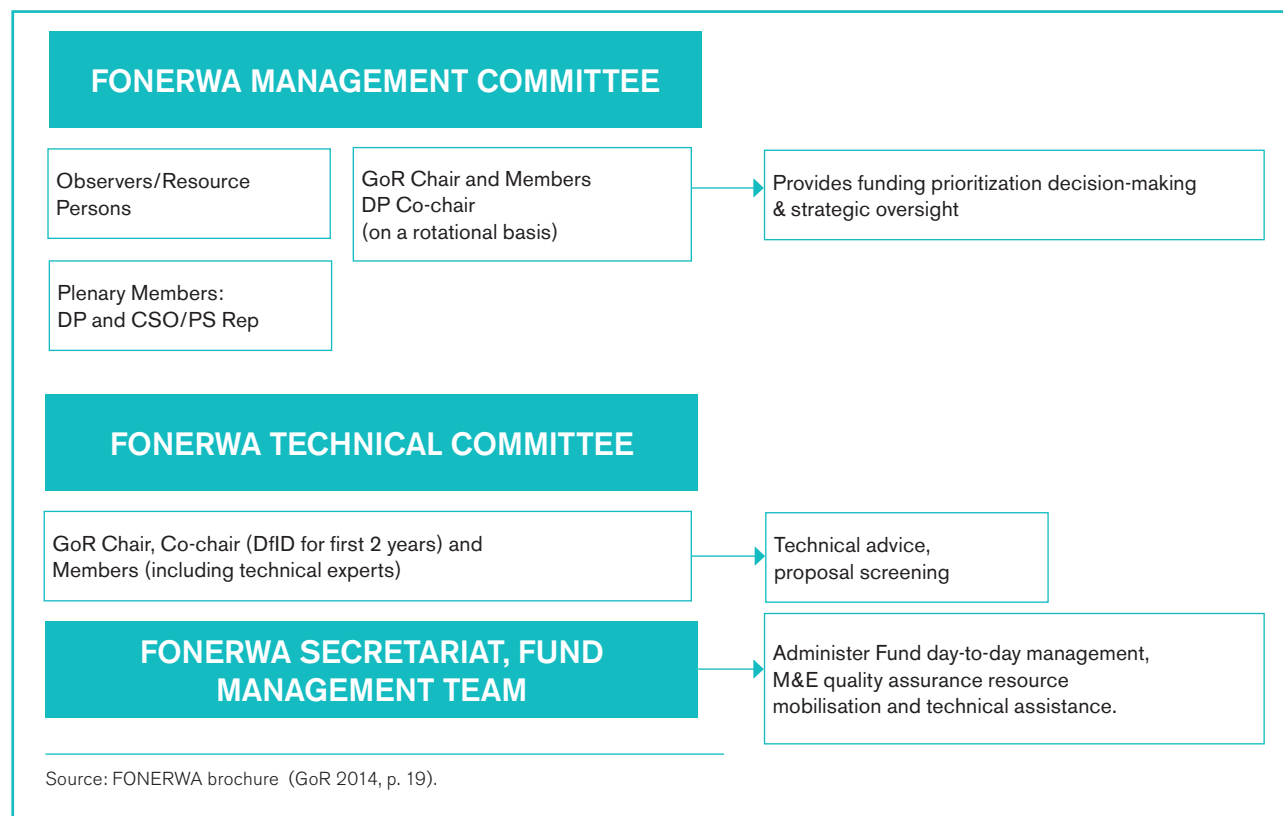 FONERWA MANAGEMENT COMMITTEE
Observers/Resource
Persons
GoR Chair and Members
DP Co-chair
(on a rotational basis)
Provides funding prioritization decision-making
& strategic oversight
Plenary Members:
DP and CSO/PS Rep
FONERWA TECHNICAL COMMITTEE
GoR Chair, Co-chair (DfID for first 2 years) and
Members (including technical experts)
Technical advice,
proposal screening
FONERWA SECRETARIAT, FUND
MANAGEMENT TEAM
Administer Fund day-to-day management,
M&E quality assurance resource
mobilisation and technical assistance.
Source: FONERWA brochure (GoR 2014, p. 19).